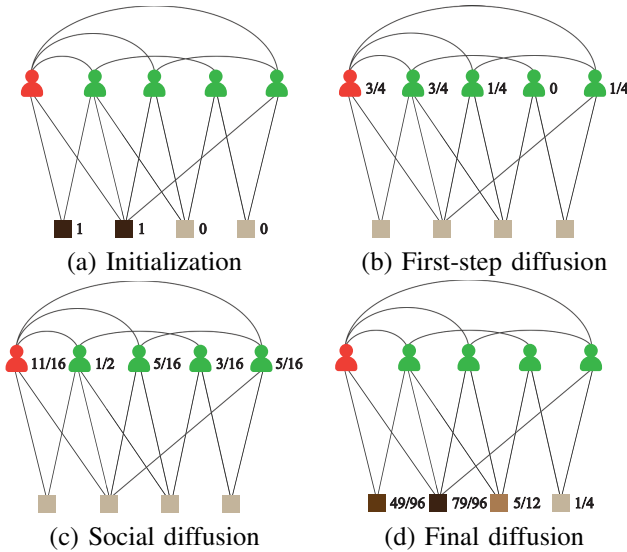 1 1 0 0
(a) Initialization
3/4 3/4 1/4 0 1/4
(b) First-step diffusion
11/16 1/2 5/16 3/16 5/16
(c) Social diffusion
49/96 79/96 5/12 1/4
(d) Final diffusion